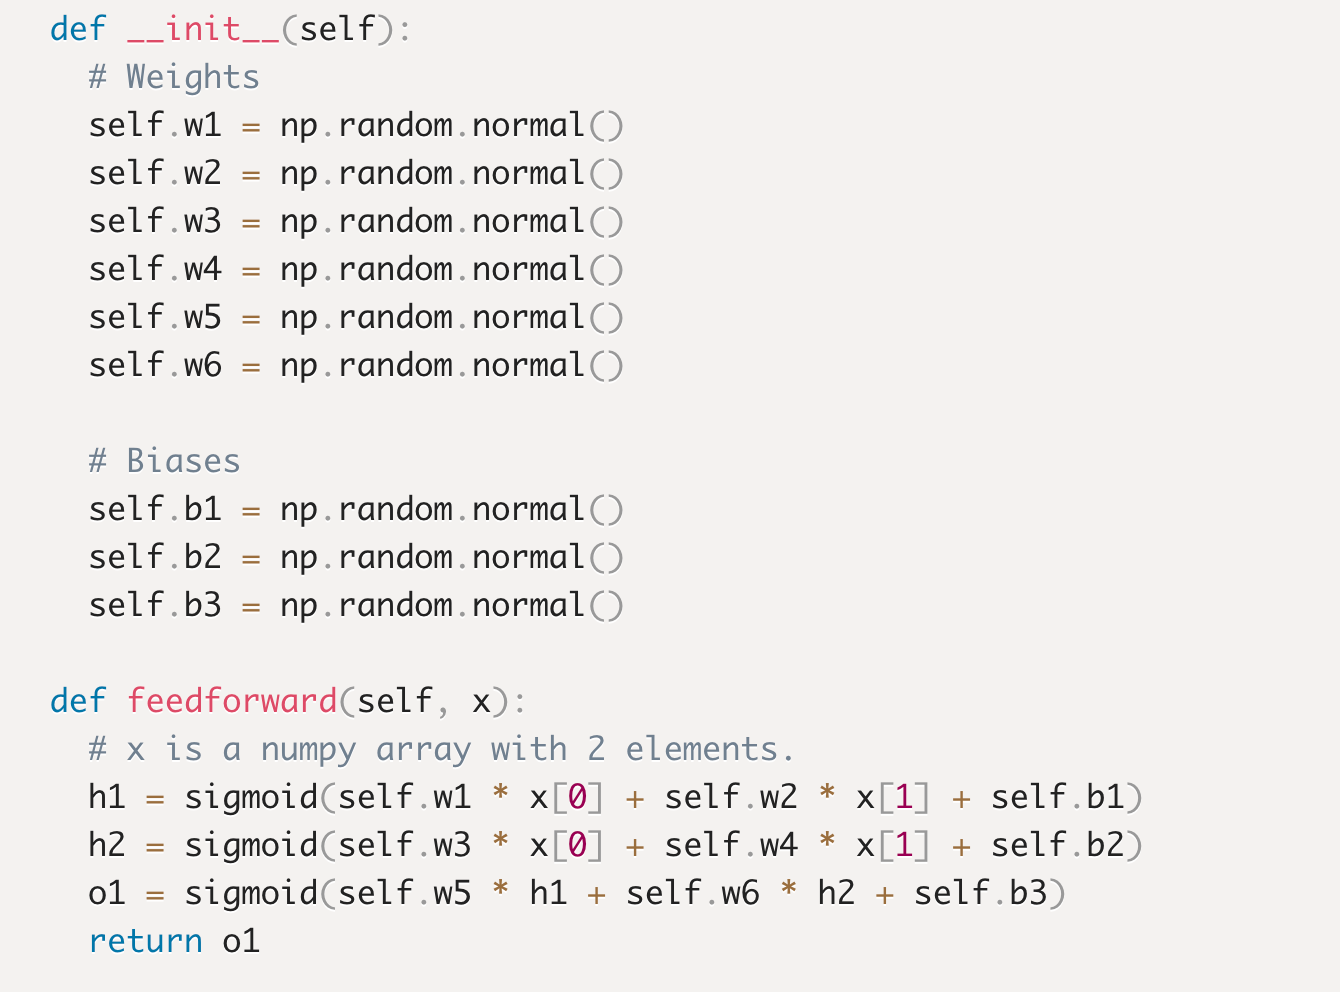 def __init__(self):
# Weights
self.w1 = np.random.normal()
self.w2 = np.random.normal()
self.w3 = np.random.normal()
self.w4 = np.random.normal()
self.w5 = np.random.normal()
self.w6 = np.random.normal()
# Biases
self.b1 = np.random.normal()
self.b2 = np.random.normal()
self.b3 = np.random.normal()
def feedforward(self, x):
# x is a numpy array with 2 elements.
h1 = sigmoid(self.w1 * x[0] + self.w2 * x[1] + self.b1)
h2 = sigmoid(self.w3 * x[0] + self.w4 * x[1] + self.b2)
o1 = sigmoid(self.w5 * h1 + self.w6 * h2 + self.b3)
return o1